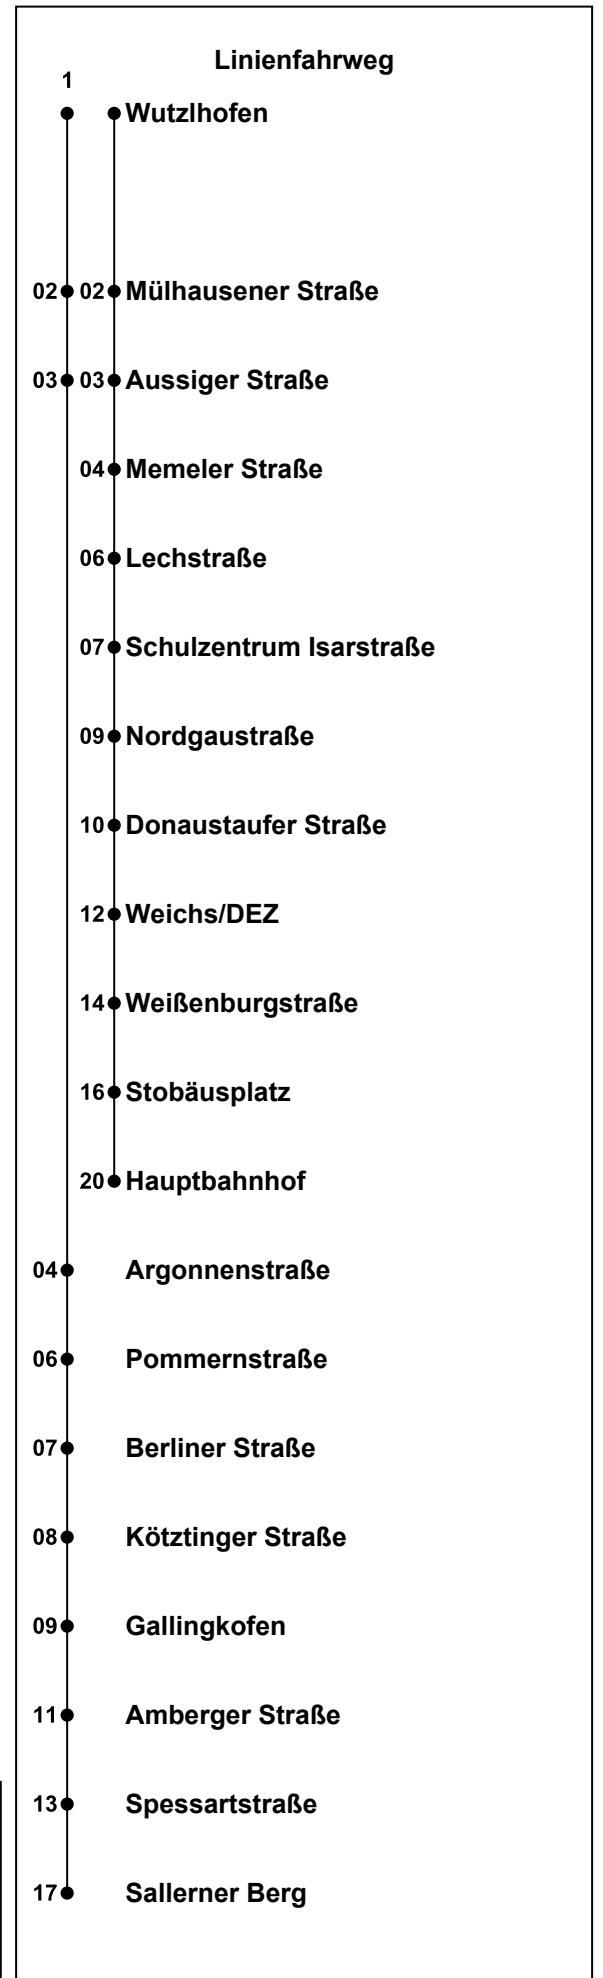 Linienfahrweg
1
Wutzlhofen
02 02 Mülhausener Straße
03 03 Aussiger Straße
04 Memeler Straße
06 Lechstraße
07 Schulzentrum Isarstraße
09 Nordgaustraße
10 Donaustaufer Straße
12 Weichs/DEZ
14 Weißenburgstraße
16 Stobäusplatz
20 Hauptbahnhof
04 Argonnenstraße
06 Pommernstraße
07 Berliner Straße
08 Kötztinger Straße
09 Gallingkofen
11 Amberger Straße
13 Spessartstraße
17 Sallerner Berg